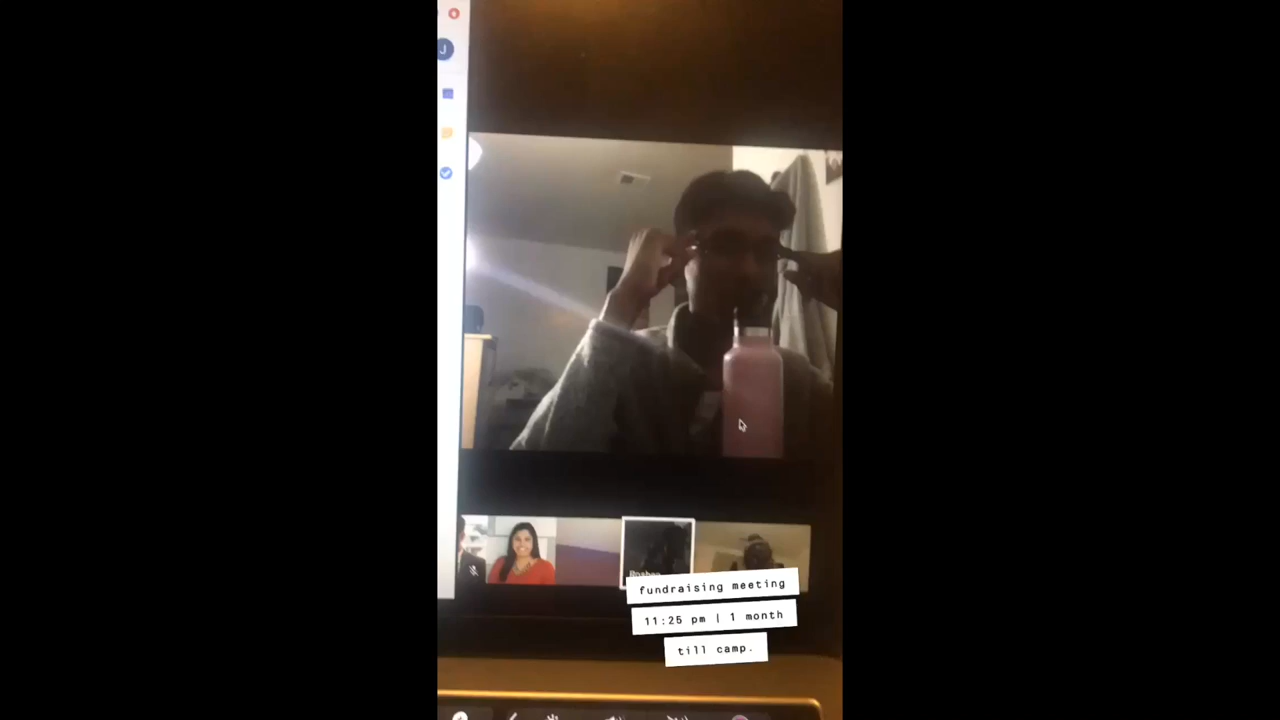 J
fundraising meeting
11:25 pm | 1 month
till camp.